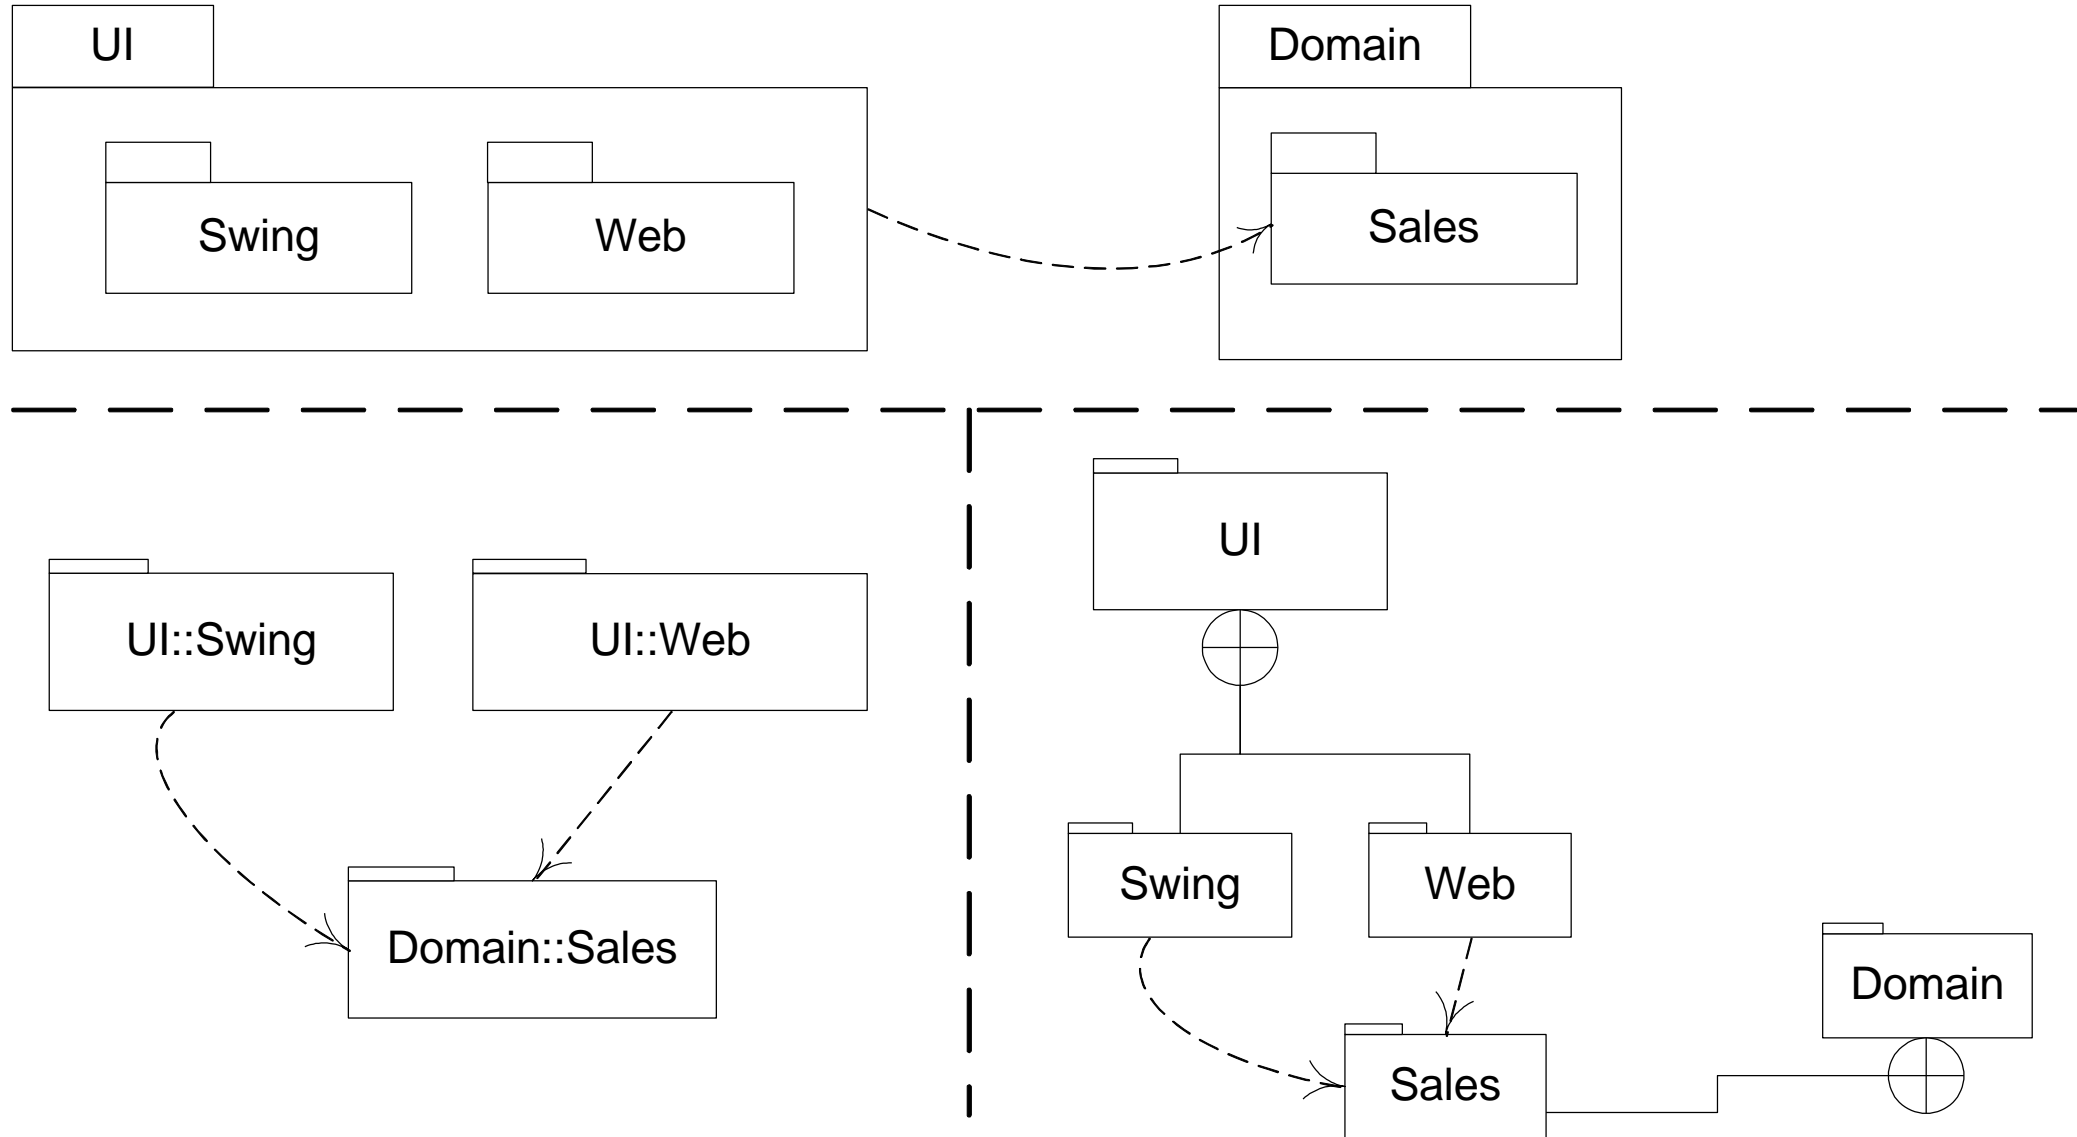 UI
Domain
Swing
Web
Sales
UI::Swing
UI::Web
Domain::Sales
UI
Swing
Web
Domain
Sales